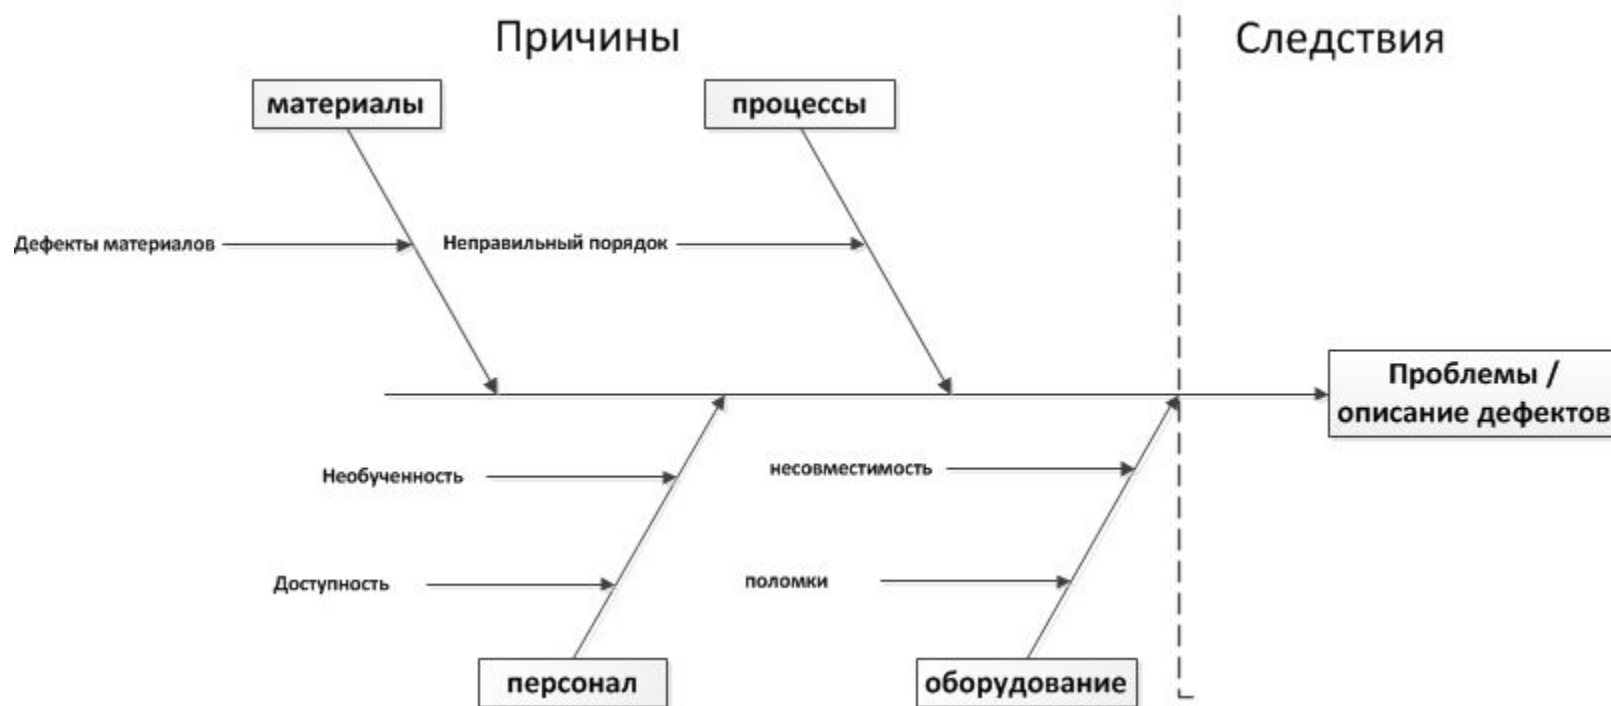 Причины
Следствия
материалы
процессы
Дефекты материалов
Неправильный порядок
Проблемы /
описание дефектов
Необученность
несовместимость
Доступность
поломки
персонал
оборудование